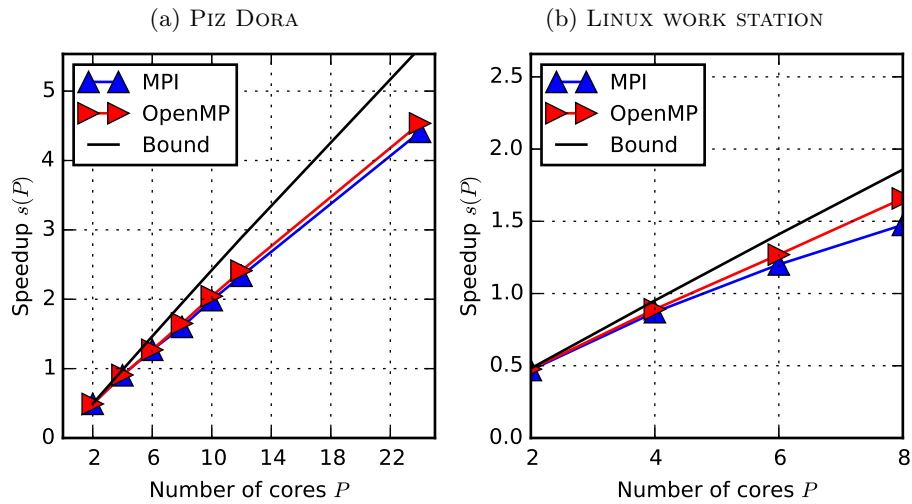 (a) Piz Dora
Speedup s(P)
5
4
3
2
1
0
MPI
OpenMP
Bound
2 6 10 14 18 22
Number of cores P
(b) Linux work station
Speedup s(P)
2.5
2.0
1.5
1.0
0.5
0.0
MPI
OpenMP
Bound
2 4 6 8
Number of cores P